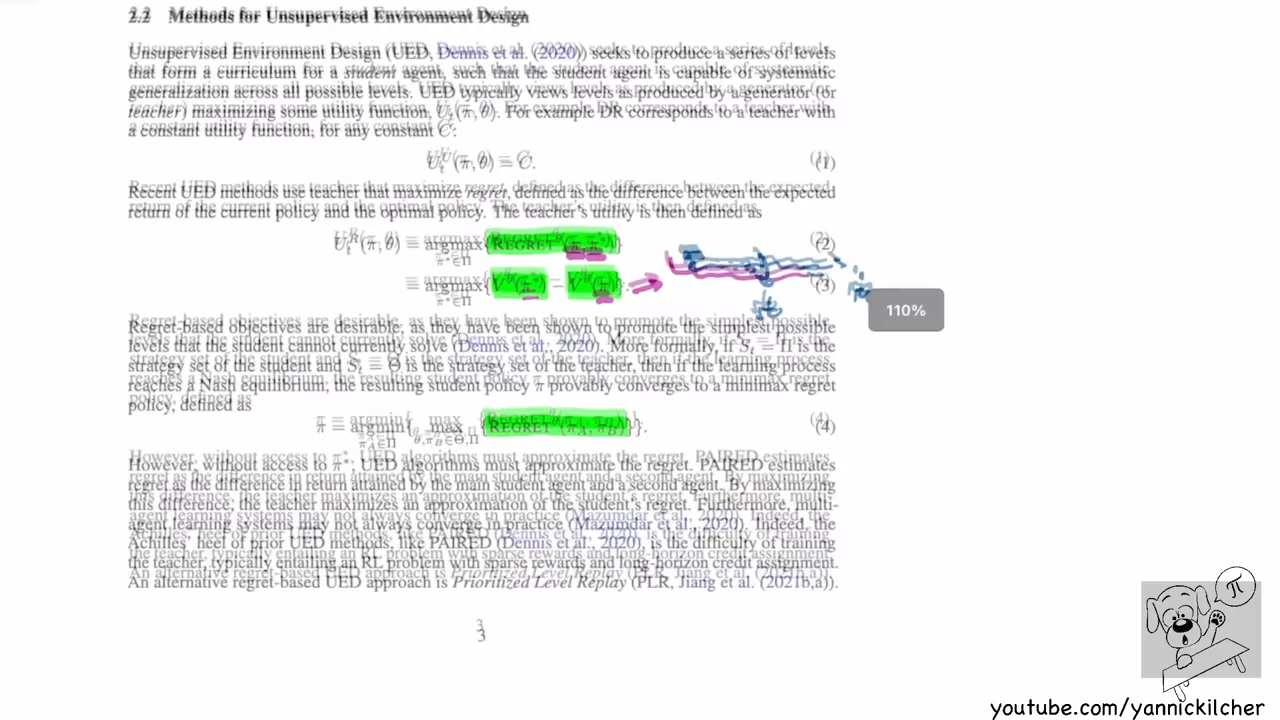 2.2 Methods for Unsupervised Environment Design
Unsupervised Environment Design (UED, Dennis et al. (2020)) seeks to produce a series of levels
that form a curriculum for a student agent, such that the student agent is capable of systematic
generalization across all possible levels. UED typically views levels as produced by a generator (or
teacher) maximizing some utility function, U_t(π, θ). For example DR corresponds to a teacher with
a constant utility function, for any constant C:
U_t^U(π, θ) = C. (1)
Recent UED methods use teacher that maximize regret, defined as the difference between the expected
return of the current policy and the optimal policy. The teacher's utility is then defined as
U_t^R(π, θ) = argmax_{π*∈Π} {REGRET^θ(π, π*)} (2)
= argmax_{π*∈Π} {V^θ(π*) − V^θ(π)}. (3)
110%
Regret-based objectives are desirable, as they have been shown to promote the simplest possible
levels that the student cannot currently solve (Dennis et al., 2020). More formally, if S_t = Π is the
strategy set of the student and S_t = Θ is the strategy set of the teacher, then if the learning process
reaches a Nash equilibrium, the resulting student policy π provably converges to a minimax regret
policy, defined as
π = argmin_{π_A∈Π} { max_{θ,π_B∈Θ,Π} {REGRET^θ(π_A, π_B)}}. (4)
However, without access to π*, UED algorithms must approximate the regret. PAIRED estimates
regret as the difference in return attained by the main student agent and a second agent. By maximizing
this difference, the teacher maximizes an approximation of the student's regret. Furthermore, multi-
agent learning systems may not always converge in practice (Mazumdar et al., 2020). Indeed, the
Achilles' heel of prior UED methods, like PAIRED (Dennis et al., 2020), is the difficulty of training
the teacher, typically entailing an RL problem with sparse rewards and long-horizon credit assignment.
An alternative regret-based UED approach is Prioritized Level Replay (PLR, Jiang et al. (2021b,a)).
3
π
youtube.com/yannickilcher